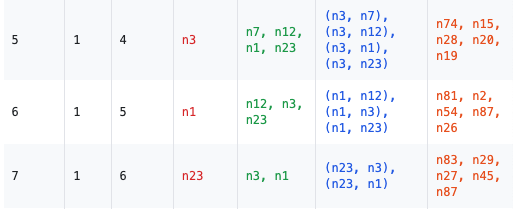 5 1 4 n3 n7, n12, n1, n23 (n3, n7), (n3, n12), (n3, n1), (n3, n23) n74, n15, n28, n20, n19
6 1 5 n1 n12, n3, n23 (n1, n12), (n1, n3), (n1, n23) n81, n2, n54, n87, n26
7 1 6 n23 n3, n1 (n23, n3), (n23, n1) n83, n29, n27, n45, n87